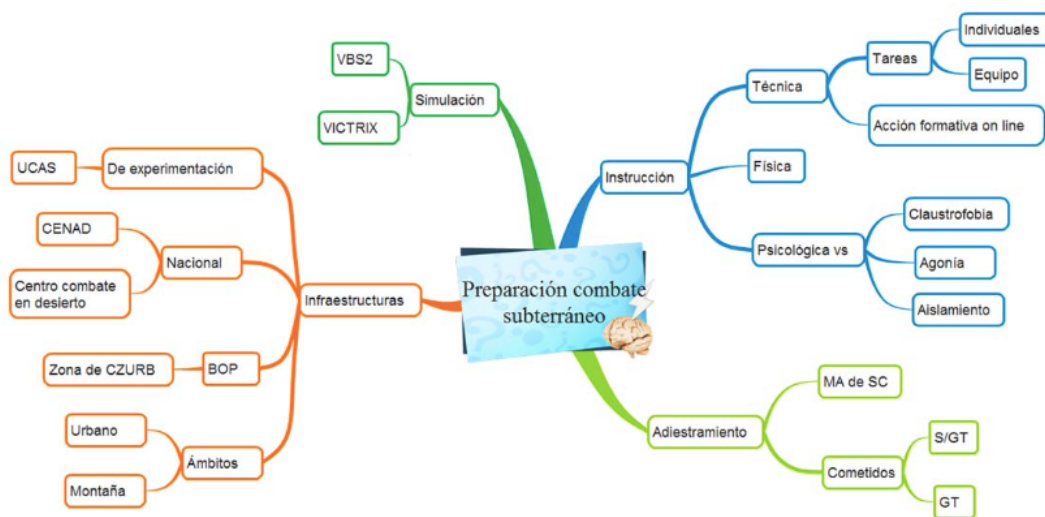 Preparación combate
subterráneo
Simulación
VBS2
VICTRIX
Instrucción
Técnica
Tareas
Individuales
Equipo
Acción formativa on line
Física
Psicológica vs
Claustrofobia
Agonía
Aislamiento
Adiestramiento
MA de SC
Cometidos
S/GT
GT
Infraestructuras
De experimentación
UCAS
Nacional
CENAD
Centro combate
en desierto
BOP
Zona de CZURB
Ámbitos
Urbano
Montaña